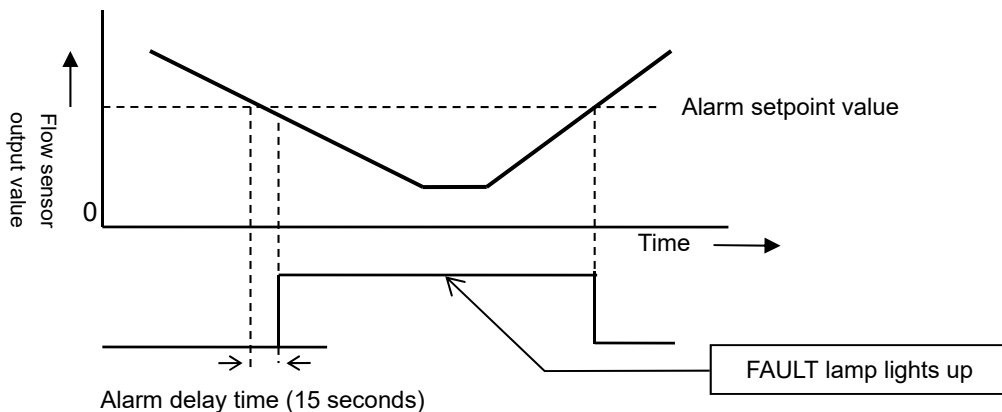 Alarm setpoint value
Flow sensor
output value
0
Time
FAULT lamp lights up
Alarm delay time (15 seconds)